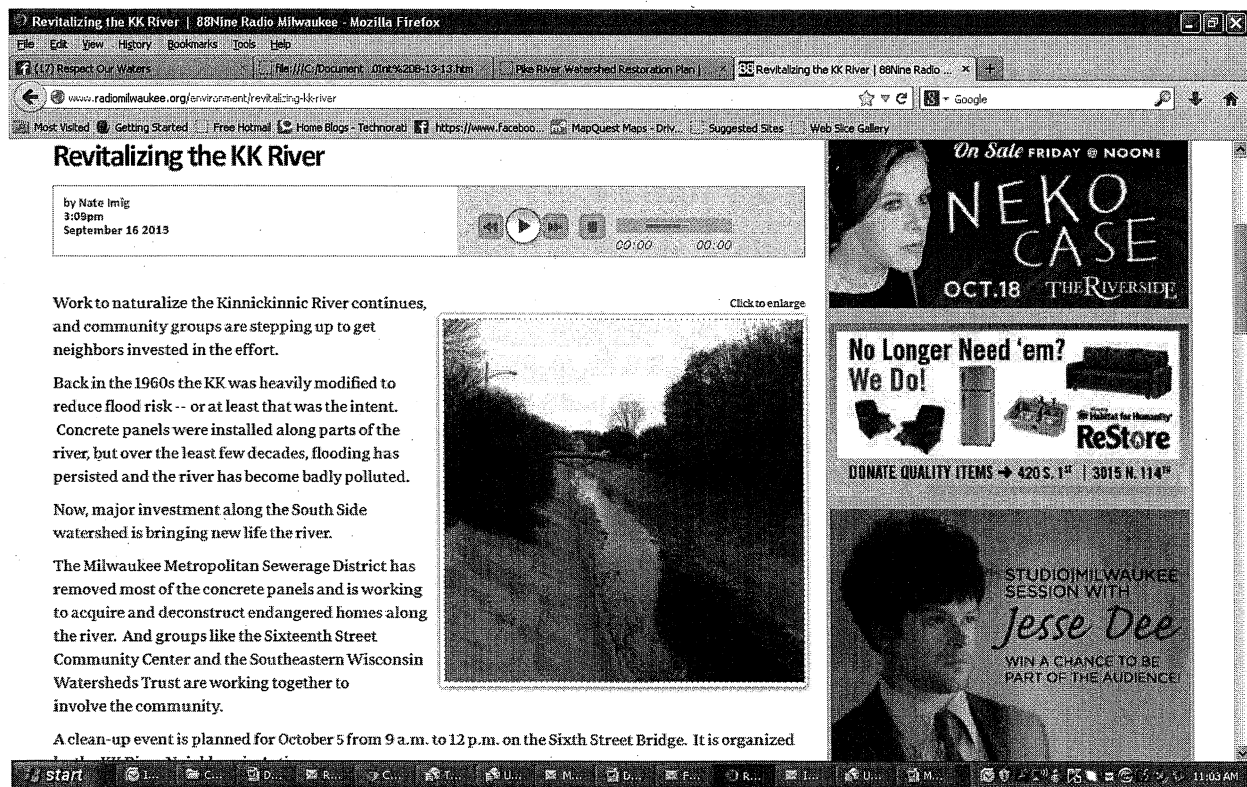 Revitalizing the KK River | 88Nine Radio Milwaukee - Mozilla Firefox
File Edit View History Bookmarks Tools Help
(17) Respect Our Waters
Pike River Watershed Restoration Plan |
Revitalizing the KK River | 88Nine Radio ...
www.radiomilwaukee.org/environment/revitalizing-kk-river
Google
Most Visited Getting Started Free Hotmail Home Blogs - Technorati https://www.faceboo... MapQuest Maps - Driv... Suggested Sites Web Slice Gallery
Revitalizing the KK River
by Nate Imig
3:09pm
September 16 2013
00:00 00:00
Work to naturalize the Kinnickinnic River continues,
and community groups are stepping up to get
neighbors invested in the effort.
Back in the 1960s the KK was heavily modified to
reduce flood risk -- or at least that was the intent.
Concrete panels were installed along parts of the
river, but over the least few decades, flooding has
persisted and the river has become badly polluted.
Now, major investment along the South Side
watershed is bringing new life the river.
The Milwaukee Metropolitan Sewerage District has
removed most of the concrete panels and is working
to acquire and deconstruct endangered homes along
the river. And groups like the Sixteenth Street
Community Center and the Southeastern Wisconsin
Watersheds Trust are working together to
involve the community.
A clean-up event is planned for October 5 from 9 a.m. to 12 p.m. on the Sixth Street Bridge. It is organized
Click to enlarge
On Sale FRIDAY @ NOON!
NEKO
CASE
OCT.18 THE RIVERSIDE
No Longer Need 'em?
We Do!
Habitat for Humanity
ReStore
DONATE QUALITY ITEMS → 420 S. 1ST | 3015 N. 114TH
STUDIO|MILWAUKEE
SESSION WITH
Jesse Dee
WIN A CHANCE TO BE
PART OF THE AUDIENCE!
start I... C... D... R... C... T... U... M... D... F... R... I... U... M... 11:03 AM